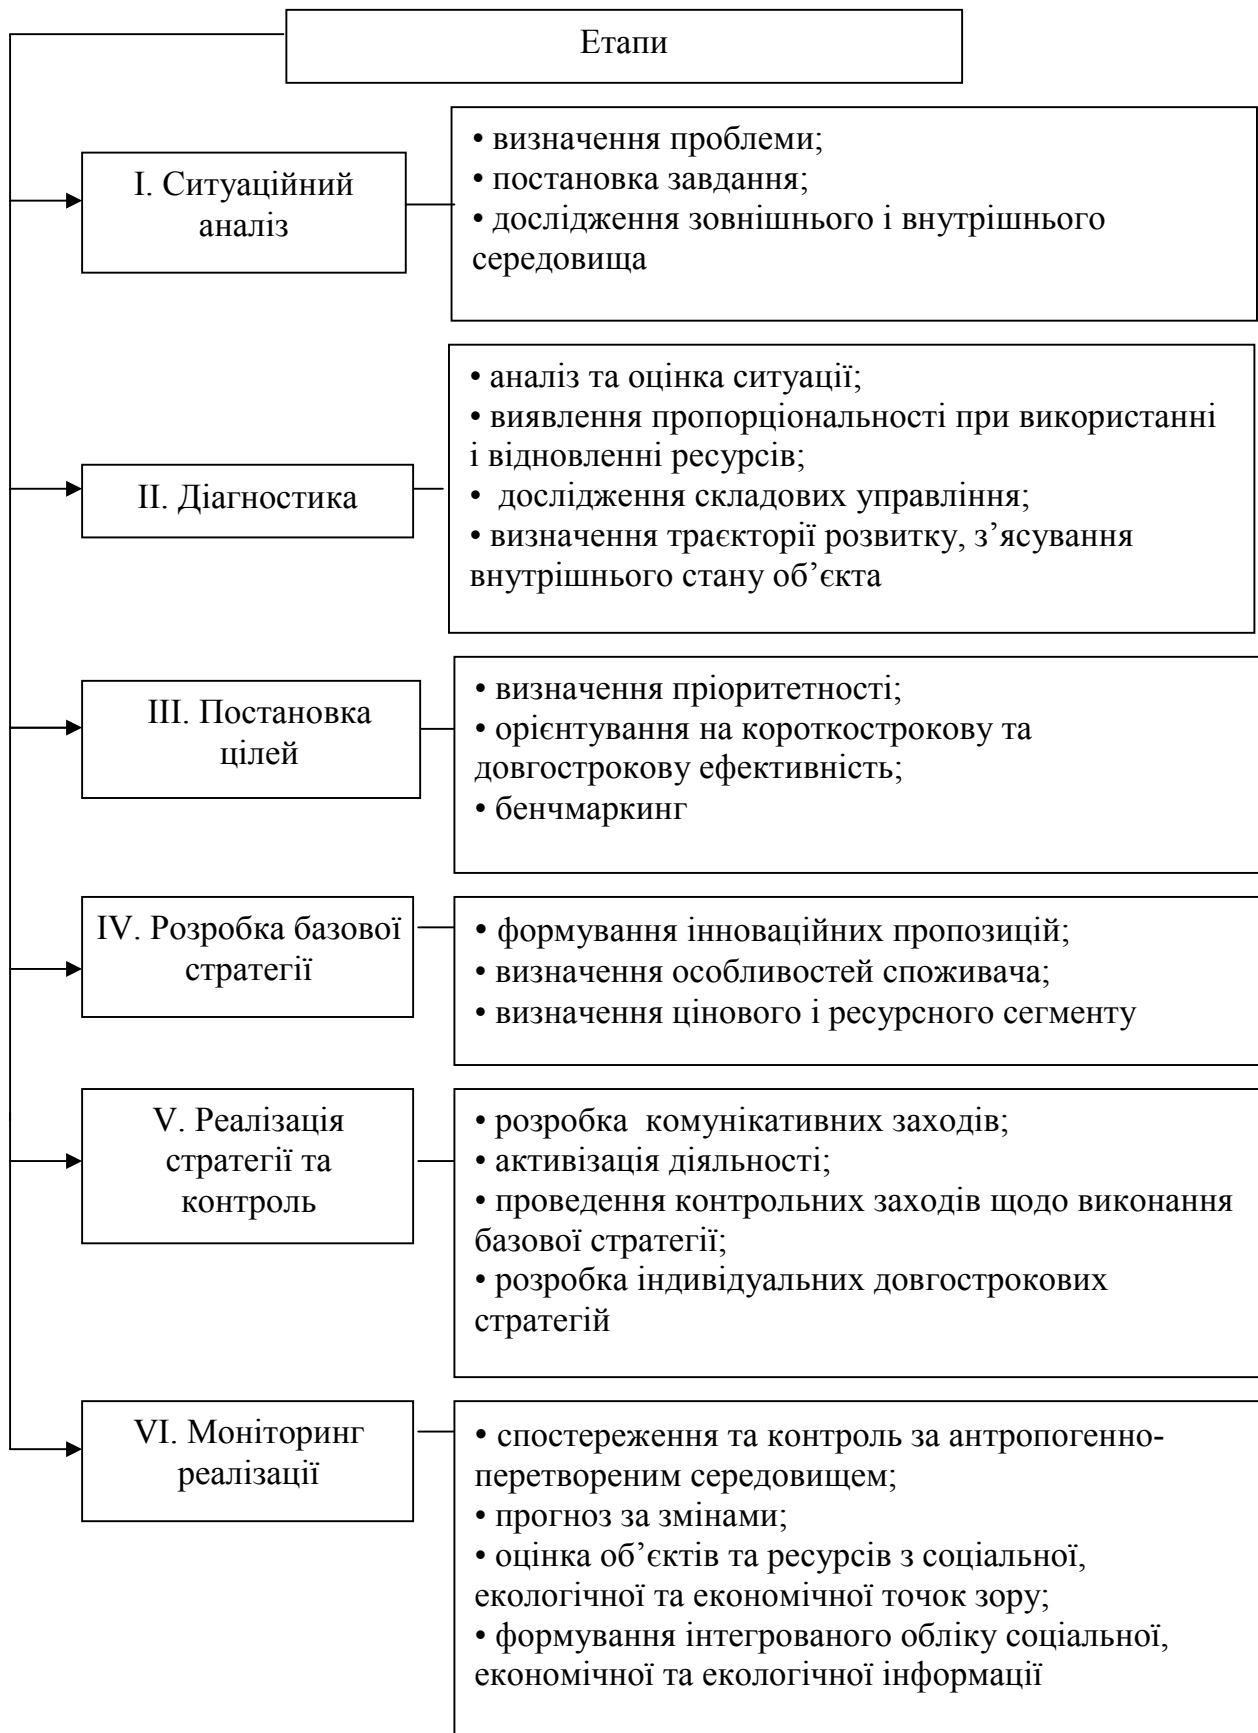 Етапи
І. Ситуаційний
аналіз
• визначення проблеми;
• постановка завдання;
• дослідження зовнішнього і внутрішнього
середовища
ІІ. Діагностика
• аналіз та оцінка ситуації;
• виявлення пропорціональності при використанні
і відновленні ресурсів;
• дослідження складових управління;
• визначення траєкторії розвитку, з’ясування
внутрішнього стану об’єкта
ІІІ. Постановка
цілей
• визначення пріоритетності;
• орієнтування на короткострокову та
довгострокову ефективність;
• бенчмаркинг
IV. Розробка базової
стратегії
• формування інноваційних пропозицій;
• визначення особливостей споживача;
• визначення цінового і ресурсного сегменту
V. Реалізація
стратегії та
контроль
• розробка комунікативних заходів;
• активізація діяльності;
• проведення контрольних заходів щодо виконання
базової стратегії;
• розробка індивідуальних довгострокових
стратегій
VI. Моніторинг
реалізації
• спостереження та контроль за антропогенно-
перетвореним середовищем;
• прогноз за змінами;
• оцінка об’єктів та ресурсів з соціальної,
екологічної та економічної точок зору;
• формування інтегрованого обліку соціальної,
економічної та екологічної інформації